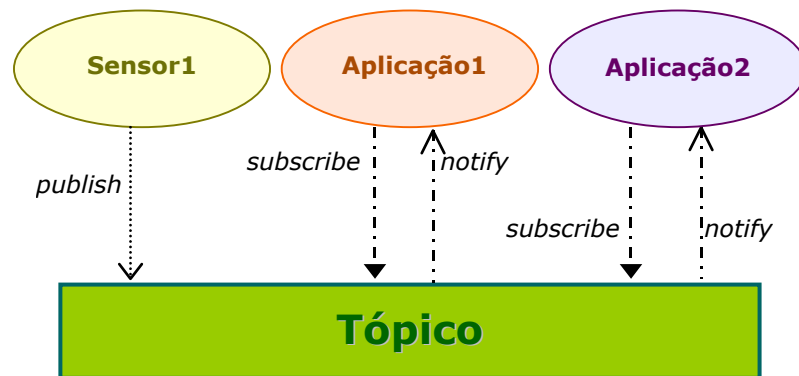 Sensor1
Aplicação1
Aplicação2
publish
subscribe
notify
subscribe
notify
Tópico